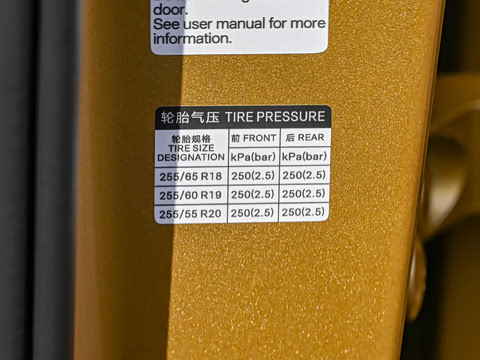 door.
See user manual for more
information.
轮胎气压 TIRE PRESSURE
轮胎规格 前 FRONT 后 REAR
TIRE SIZE
DESIGNATION kPa(bar) kPa(bar)
255/65 R18 250(2.5) 250(2.5)
255/60 R19 250(2.5) 250(2.5)
255/55 R20 250(2.5) 250(2.5)